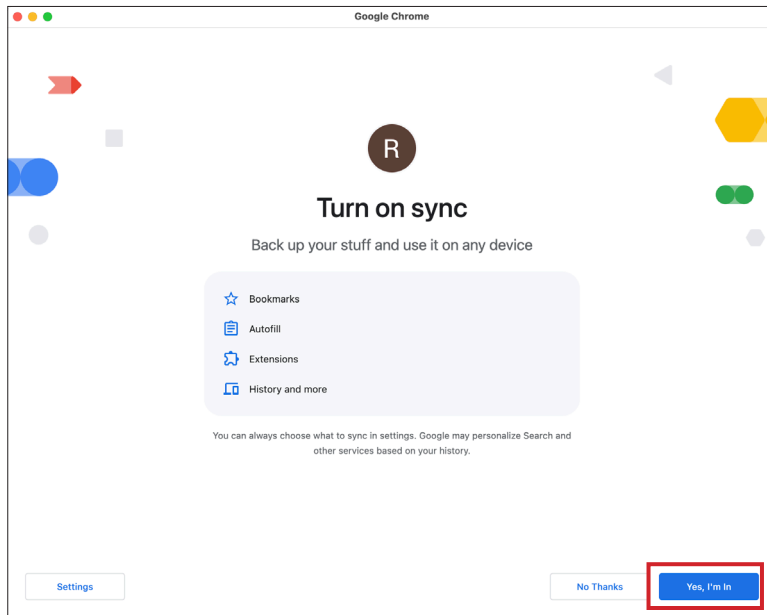 Google Chrome
R
Turn on sync
Back up your stuff and use it on any device
Bookmarks
Autofill
Extensions
History and more
You can always choose what to sync in settings. Google may personalize Search and
other services based on your history.
Settings
No Thanks
Yes, I'm In